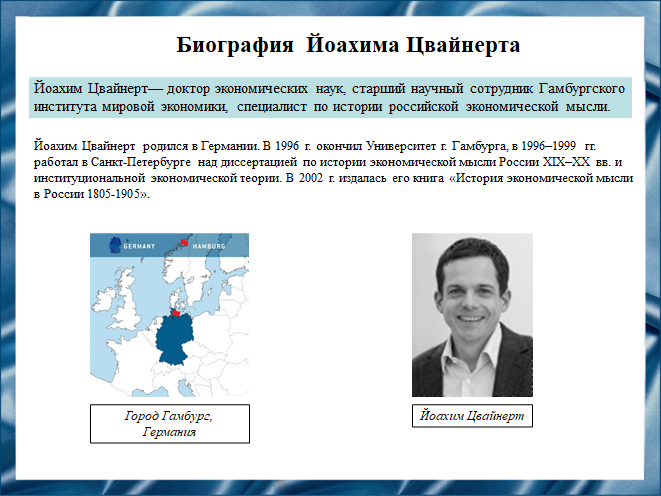 Биография Йоахима Цвайнерта
Йоахим Цвайнерт— доктор экономических наук, старший научный сотрудник Гамбургского
института мировой экономики, специалист по истории российской экономической мысли.
Йоахим Цвайнерт родился в Германии. В 1996 г. окончил Университет г. Гамбурга, в 1996–1999 гг.
работал в Санкт-Петербурге над диссертацией по истории экономической мысли России XIX–XX вв. и
институциональной экономической теории. В 2002 г. издалась его книга «История экономической мысли
в России 1805-1905».
GERMANY HAMBURG
Город Гамбург,
Германия
Йоахим Цвайнерт